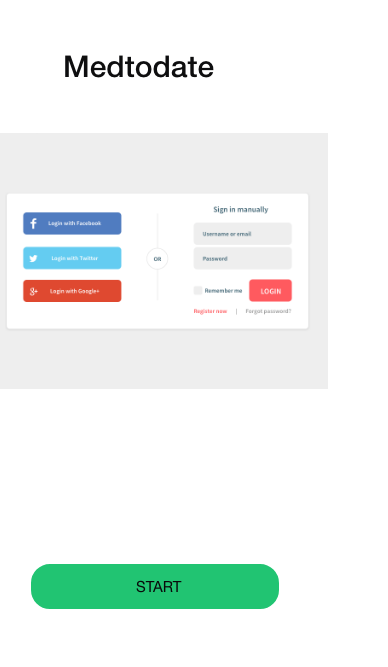 Medtodate
Login with Facebook
Login with Twitter
8+ Login with Google+
OR
Sign in manually
Username or email
Password
Remember me
LOGIN
Register now | Forgot password?
START